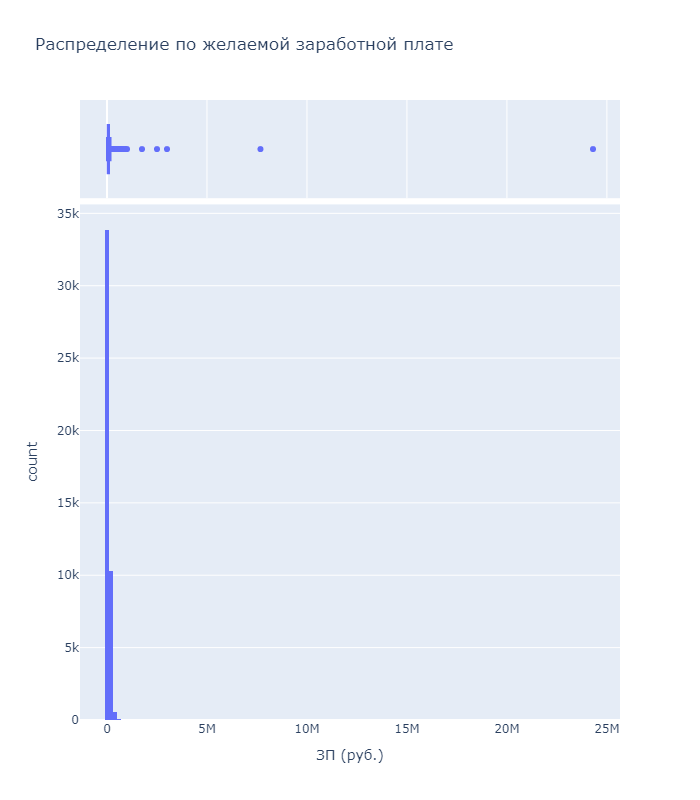 Распределение по желаемой заработной плате
35k
30k
25k
20k
15k
10k
5k
0
count
0 5M 10M 15M 20M 25M
ЗП (руб.)